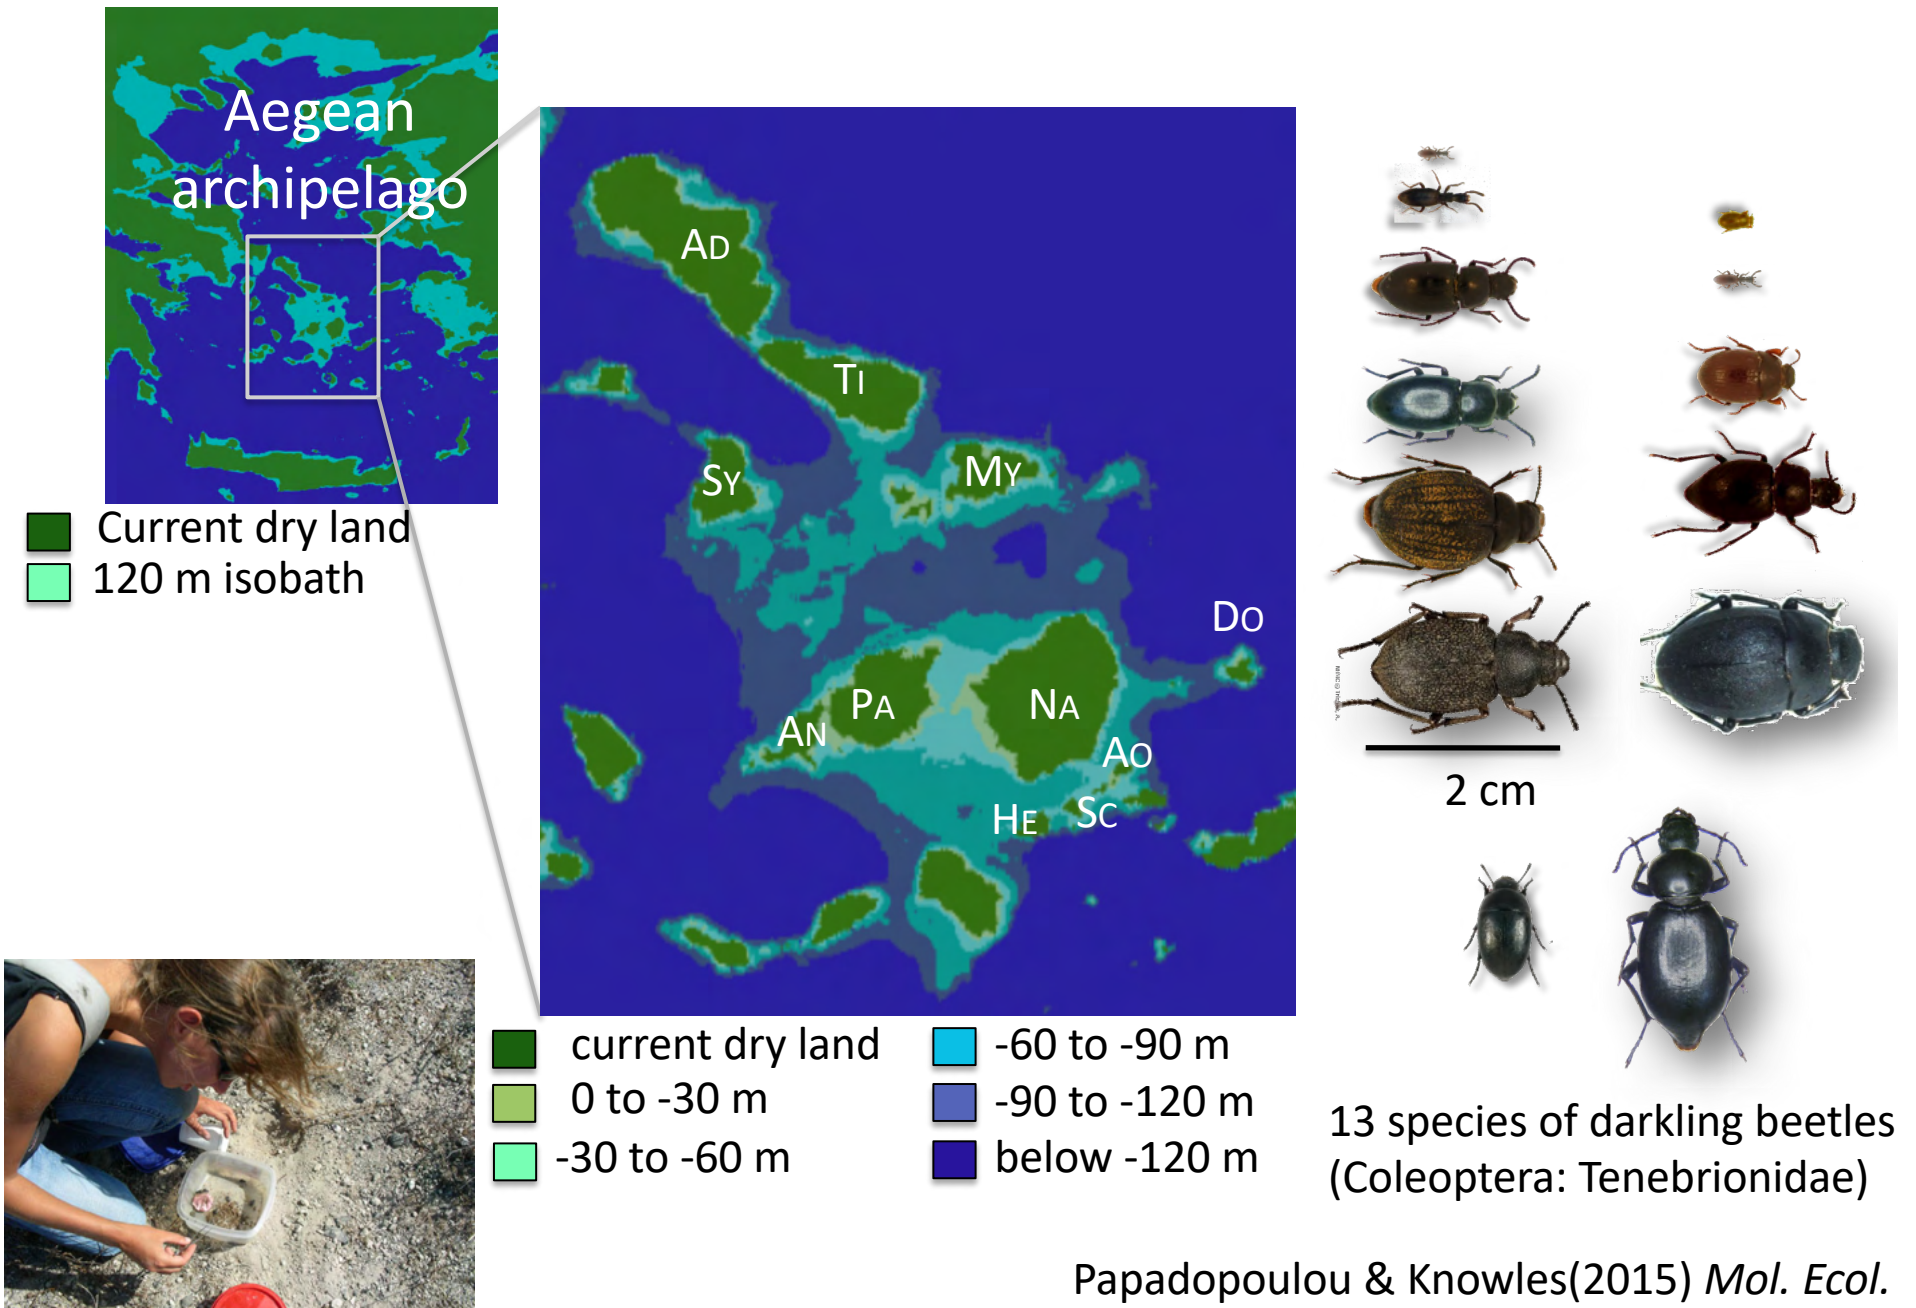 Aegean
archipelago
Current dry land
120 m isobath
AD
TI
SY
MY
DO
PA
NA
AN
AO
HE
SC
current dry land
0 to -30 m
-30 to -60 m
-60 to -90 m
-90 to -120 m
below -120 m
2 cm
13 species of darkling beetles
(Coleoptera: Tenebrionidae)
Papadopoulou & Knowles(2015) Mol. Ecol.